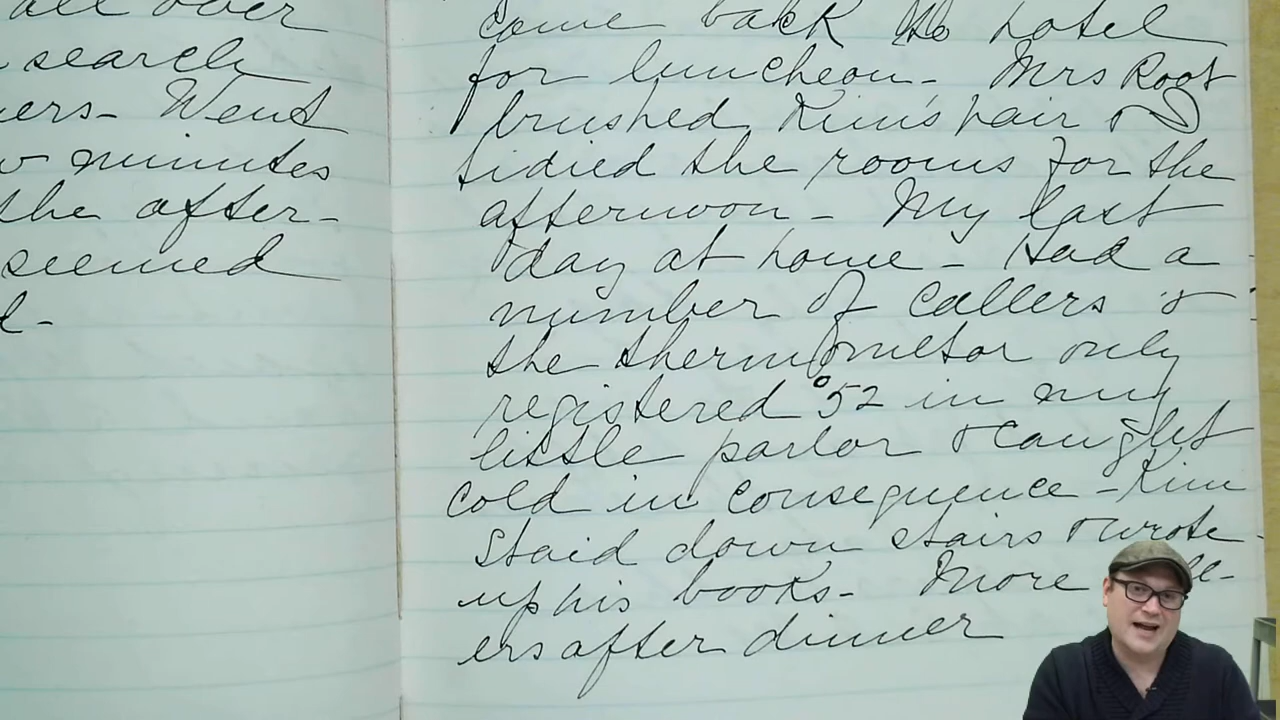 all over
search
ers- Went
minutes
the after-
seemed
come back to hotel
for luncheon- Mrs Root
brushed Kim's hair &
tidied the rooms for the
afternoon - My last
day at home - Had a
number of callers &
the thermometor only
registered °52 in my
little parlor & caught
cold in consequence - Kim
staid down stairs & wrote
up his books- More
ers after dinner